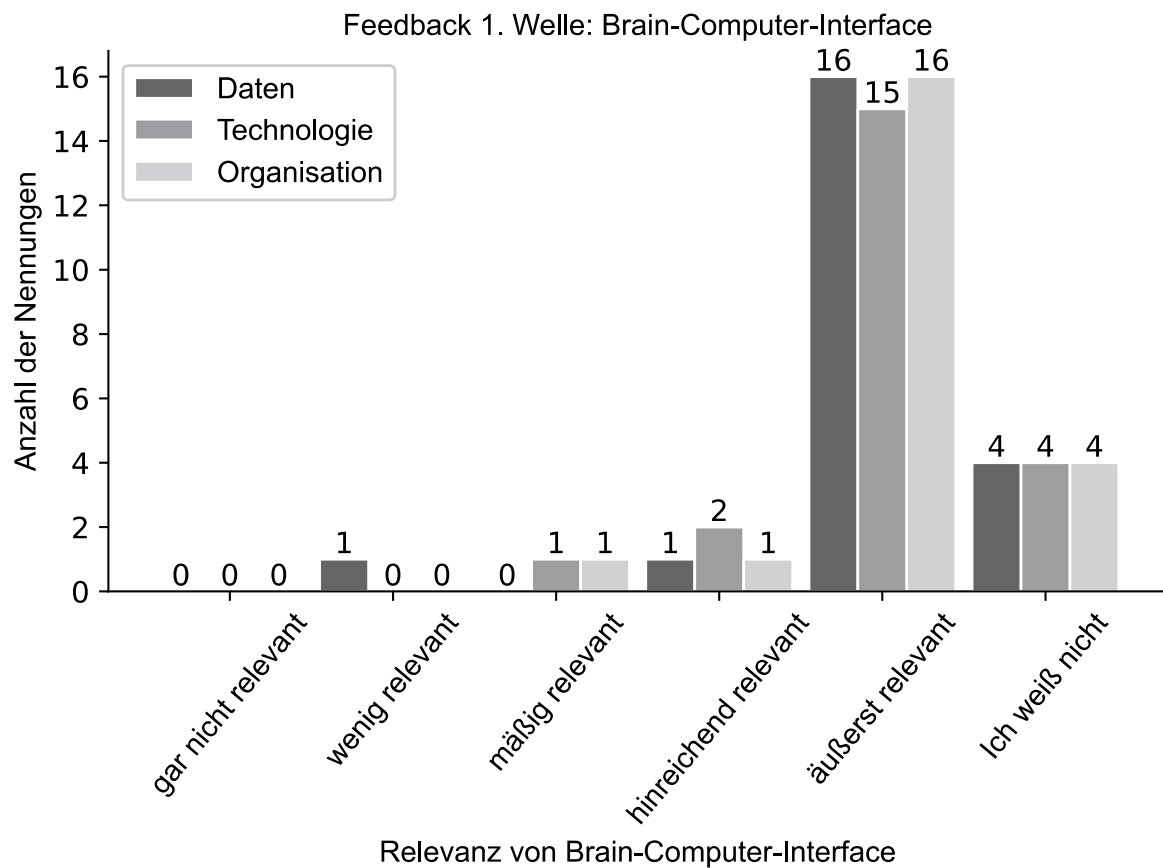 Feedback 1. Welle: Brain-Computer-Interface
Daten
Technologie
Organisation
Anzahl der Nennungen
16
14
12
10
8
6
4
2
0
0 0 0
1 0 0
0 1 1
1 2 1
16 15 16
4 4 4
gar nicht relevant
wenig relevant
mäßig relevant
hinreichend relevant
äußerst relevant
Ich weiß nicht
Relevanz von Brain-Computer-Interface